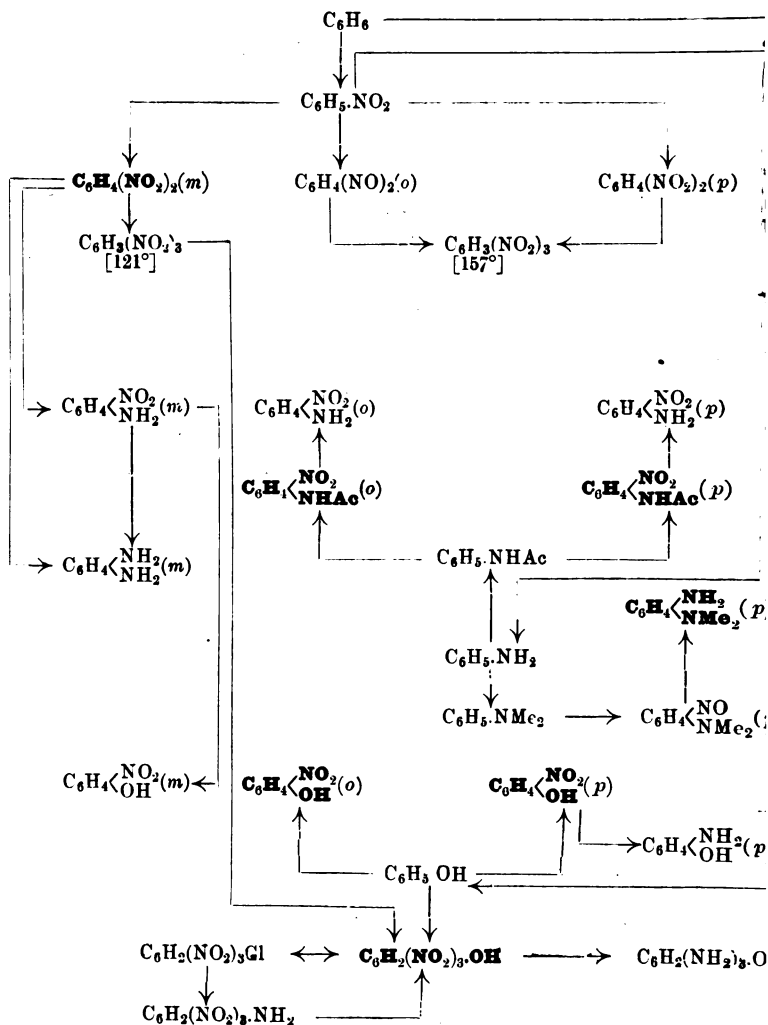 C₆H₆
C₆H₅.NO₂
C₆H₄(NO₂)₂(m) C₆H₄(NO)₂(o) C₆H₄(NO₂)₂(p)
C₆H₃(NO₂)₃ C₆H₃(NO₂)₃
[121°] [157°]
C₆H₄<NO₂ NH₂(m) C₆H₄<NO₂ NH₂(o) C₆H₄<NO₂ NH₂(p)
C₆H₄<NO₂ NHAc(o) C₆H₄<NO₂ NHAc(p)
C₆H₄<NH₂ NH₂(m) C₆H₅.NHAc
C₆H₄<NH₂ NMe₂(p)
C₆H₅.NH₂
C₆H₅.NMe₂ C₆H₄<NO NMe₂(
C₆H₄<NO₂ OH(m) C₆H₄<NO₂ OH(o) C₆H₄<NO₂ OH(p)
C₆H₄<NH₂ OH(p
C₆H₅OH
C₆H₂(NO₂)₃Cl C₆H₂(NO₂)₃.OH C₆H₂(NH₂)₃.O
C₆H₂(NO₂)₃.NH₂